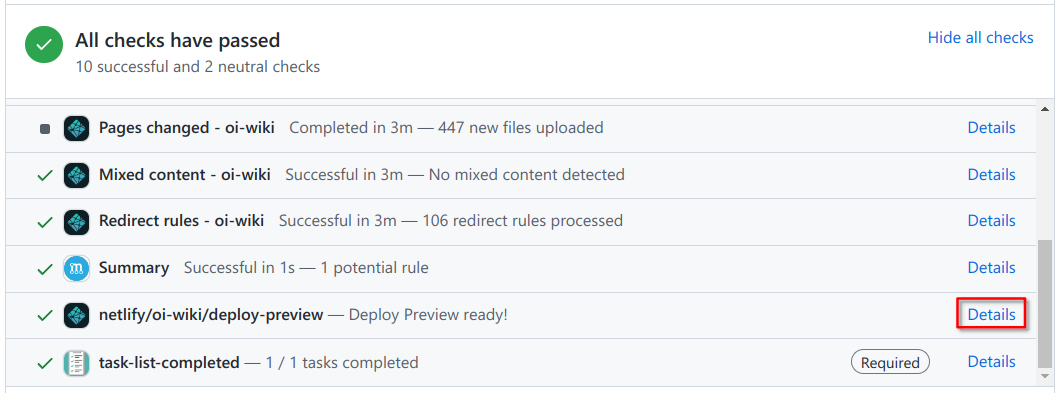 All checks have passed
Hide all checks
10 successful and 2 neutral checks
Pages changed - oi-wiki Completed in 3m — 447 new files uploaded Details
Mixed content - oi-wiki Successful in 3m — No mixed content detected Details
Redirect rules - oi-wiki Successful in 3m — 106 redirect rules processed Details
Summary Successful in 1s — 1 potential rule Details
netlify/oi-wiki/deploy-preview — Deploy Preview ready! Details
task-list-completed — 1 / 1 tasks completed Required Details